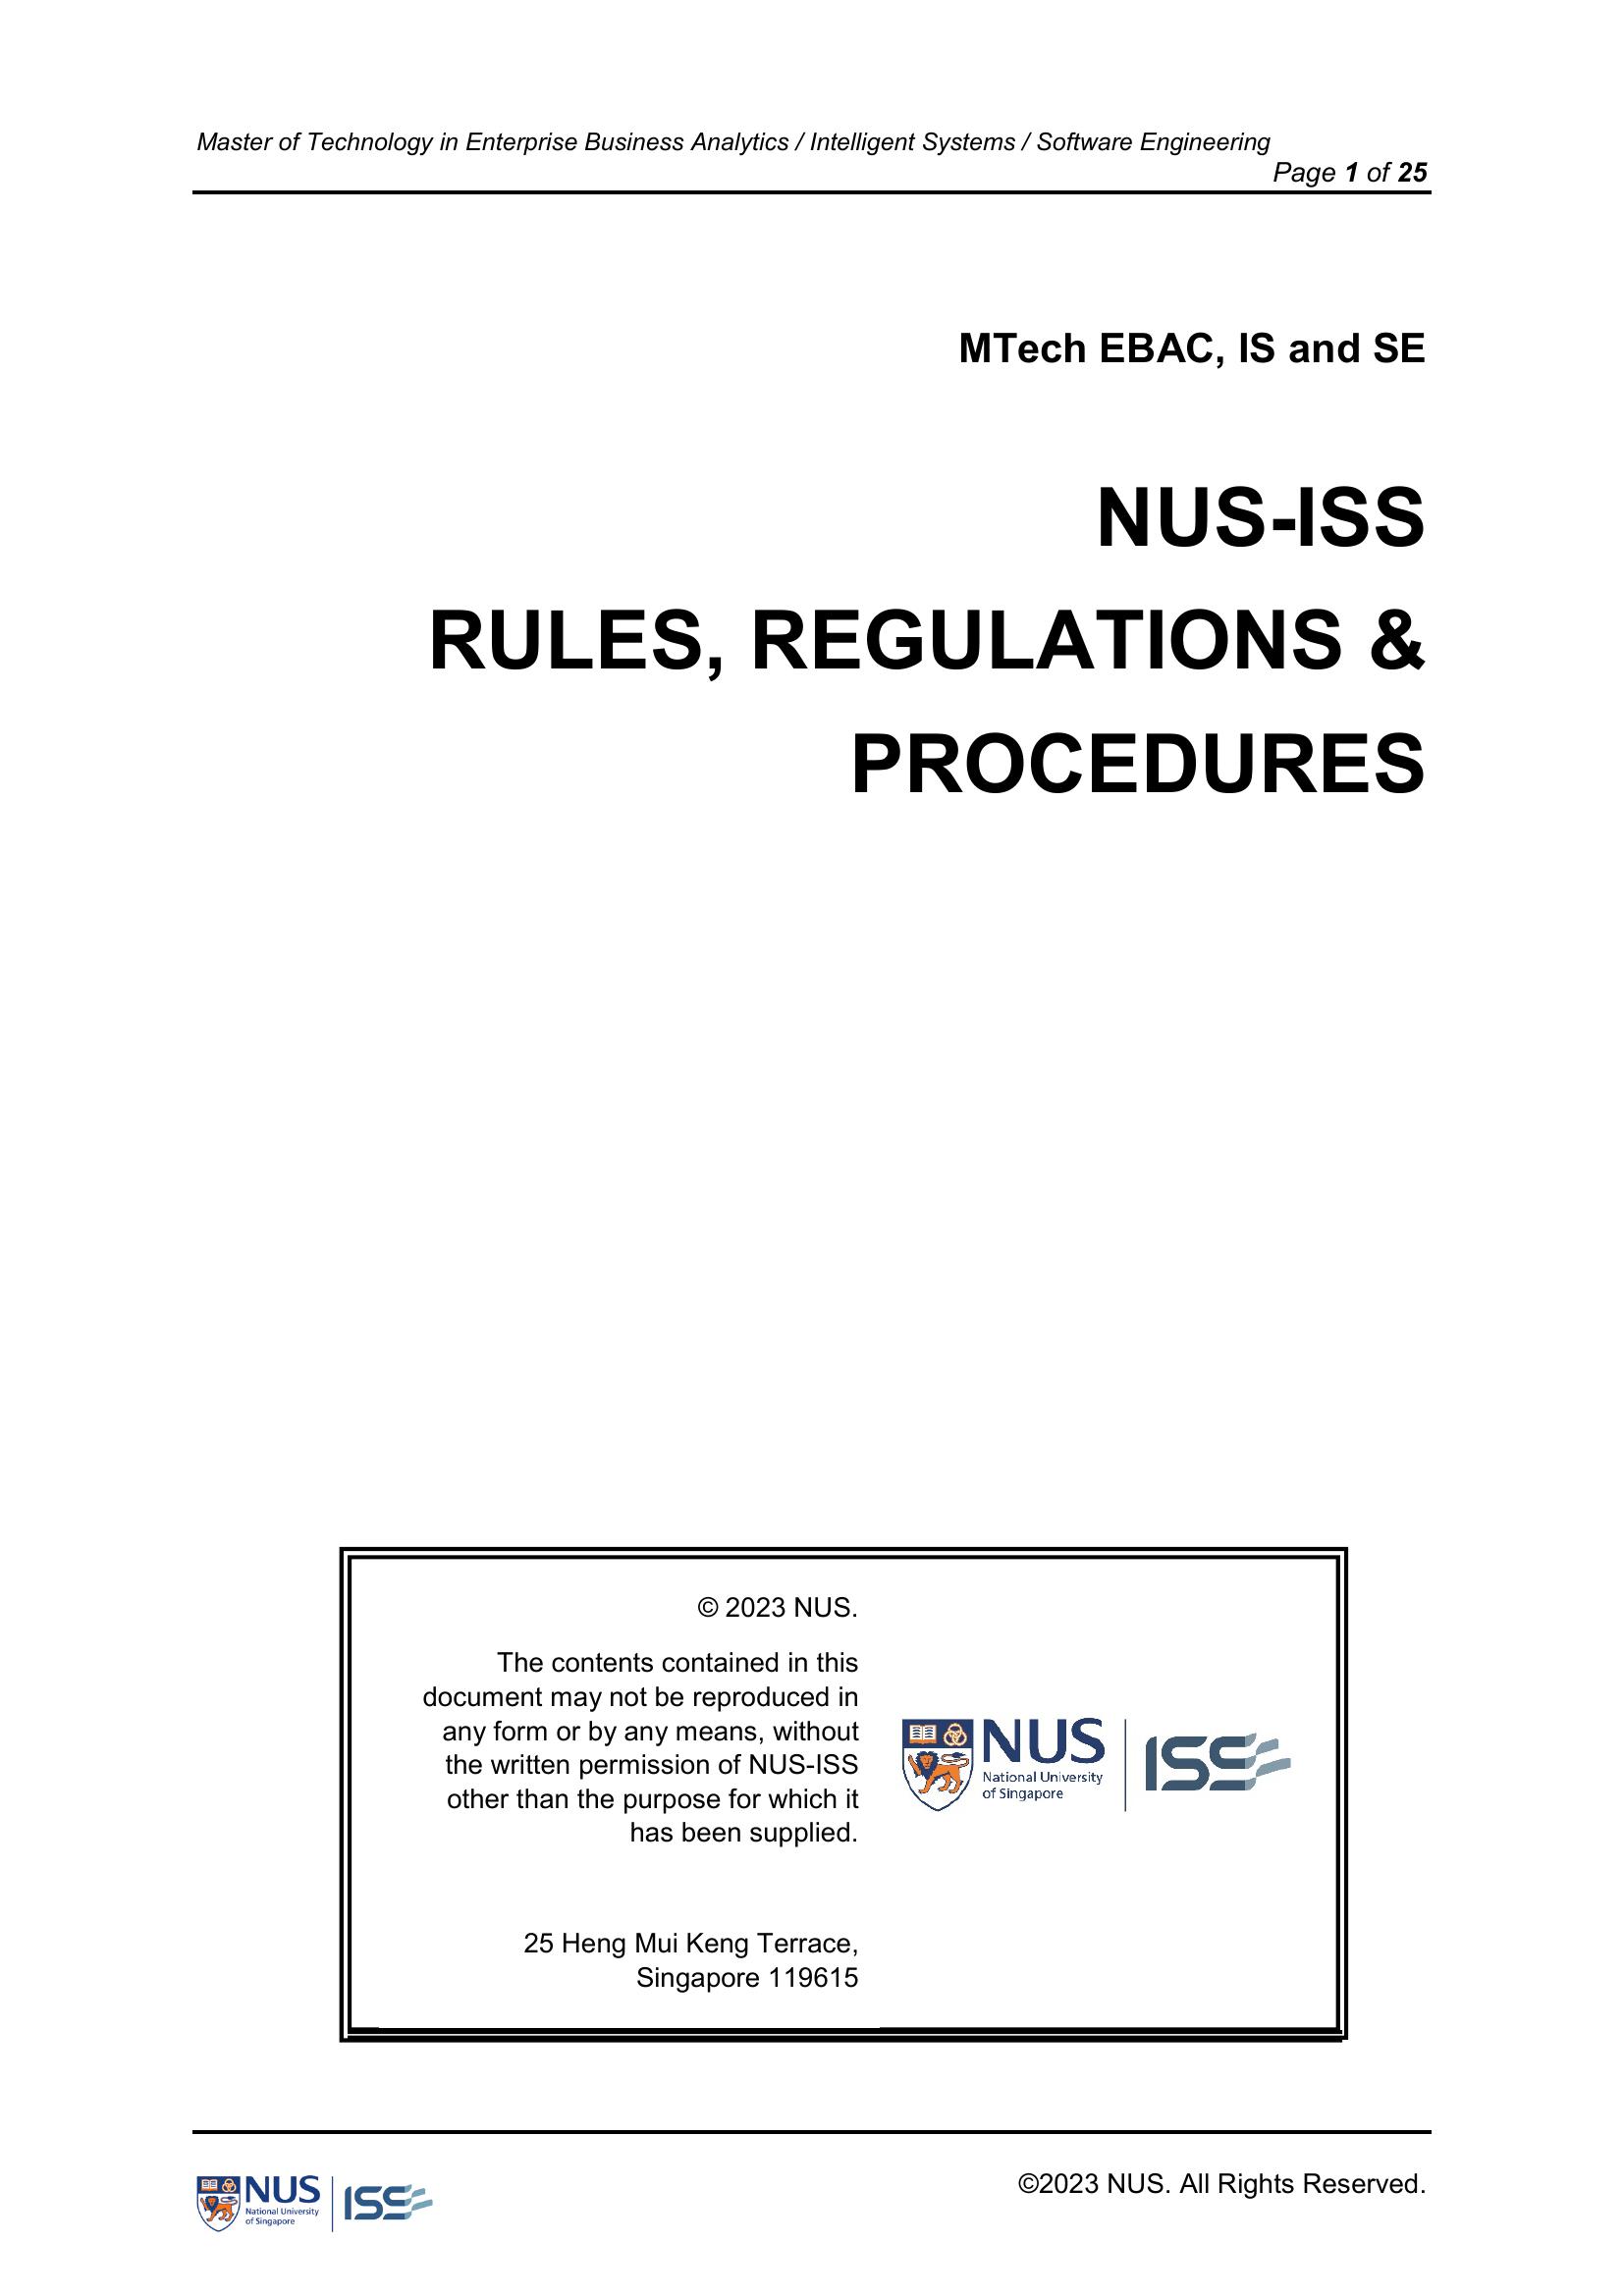 Master of Technology in Enterprise Business Analytics / Intelligent Systems / Software Engineering
Page 1 of 25
MTech EBAC, IS and SE
NUS-ISS
RULES, REGULATIONS &
PROCEDURES
© 2023 NUS.
The contents contained in this
document may not be reproduced in
any form or by any means, without
the written permission of NUS-ISS
other than the purpose for which it
has been supplied.
25 Heng Mui Keng Terrace,
Singapore 119615
NUS
National University
of Singapore
ISS
NUS
National University
of Singapore
ISS
©2023 NUS. All Rights Reserved.